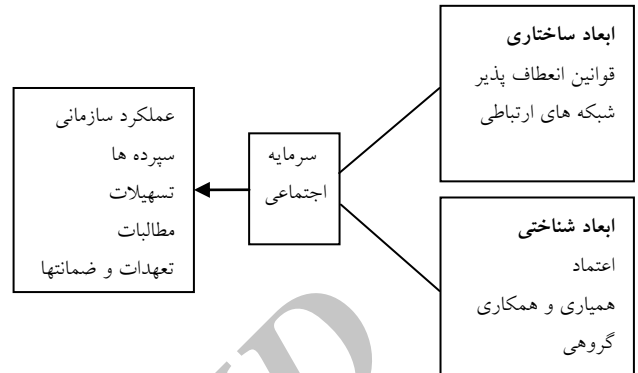 ابعاد ساختاری
قوانین انعطاف پذیر
شبکه های ارتباطی
سرمایه
اجتماعی
عملکرد سازمانی
سپرده ها
تسهیلات
مطالبات
تعهدات و ضمانتها
ابعاد شناختی
اعتماد
همیاری و همکاری
گروهی